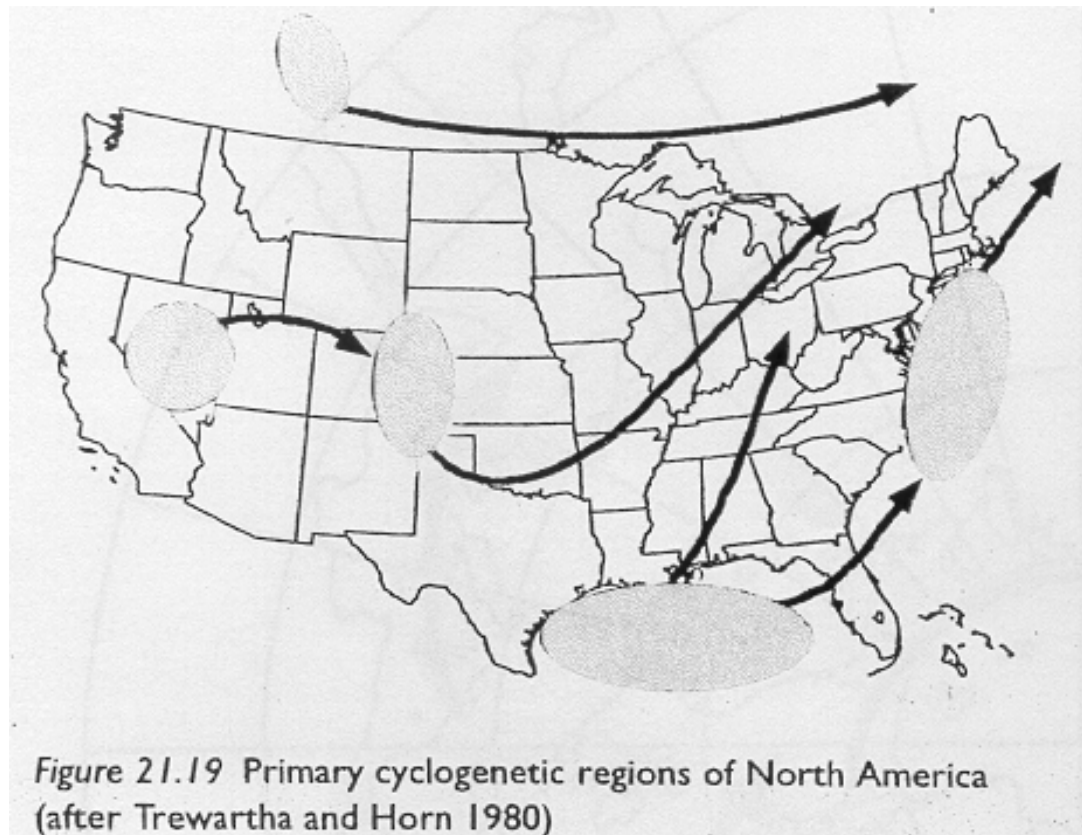 Figure 21.19 Primary cyclogenetic regions of North America
(after Trewartha and Horn 1980)